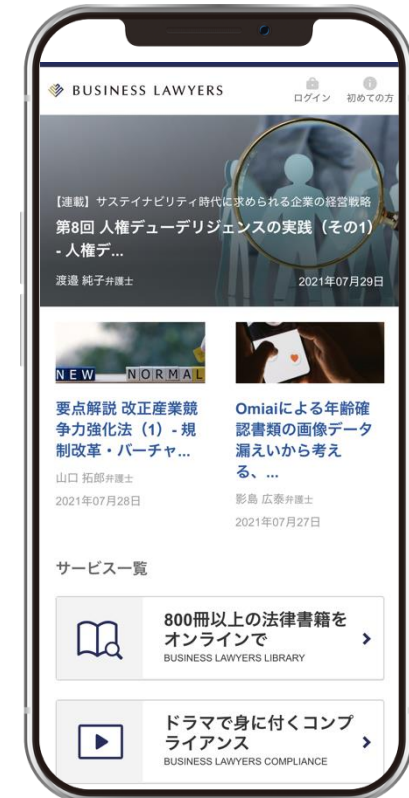 BUSINESS LAWYERS
ログイン
初めての方
【連載】サステイナビリティ時代に求められる企業の経営戦略
第8回 人権デューデリジェンスの実践（その1）
- 人権デ...
渡邉 純子弁護士
2021年07月29日
NEW NORMAL
要点解説 改正産業競
争力強化法（1）- 規
制改革・バーチャ...
山口 拓郎弁護士
2021年07月28日
Omiaiによる年齢確
認書類の画像データ
漏えいから考え
る、...
影島 広泰弁護士
2021年07月27日
サービス一覧
800冊以上の法律書籍を
オンラインで
BUSINESS LAWYERS LIBRARY
ドラマで身に付くコンプ
ライアンス
BUSINESS LAWYERS COMPLIANCE